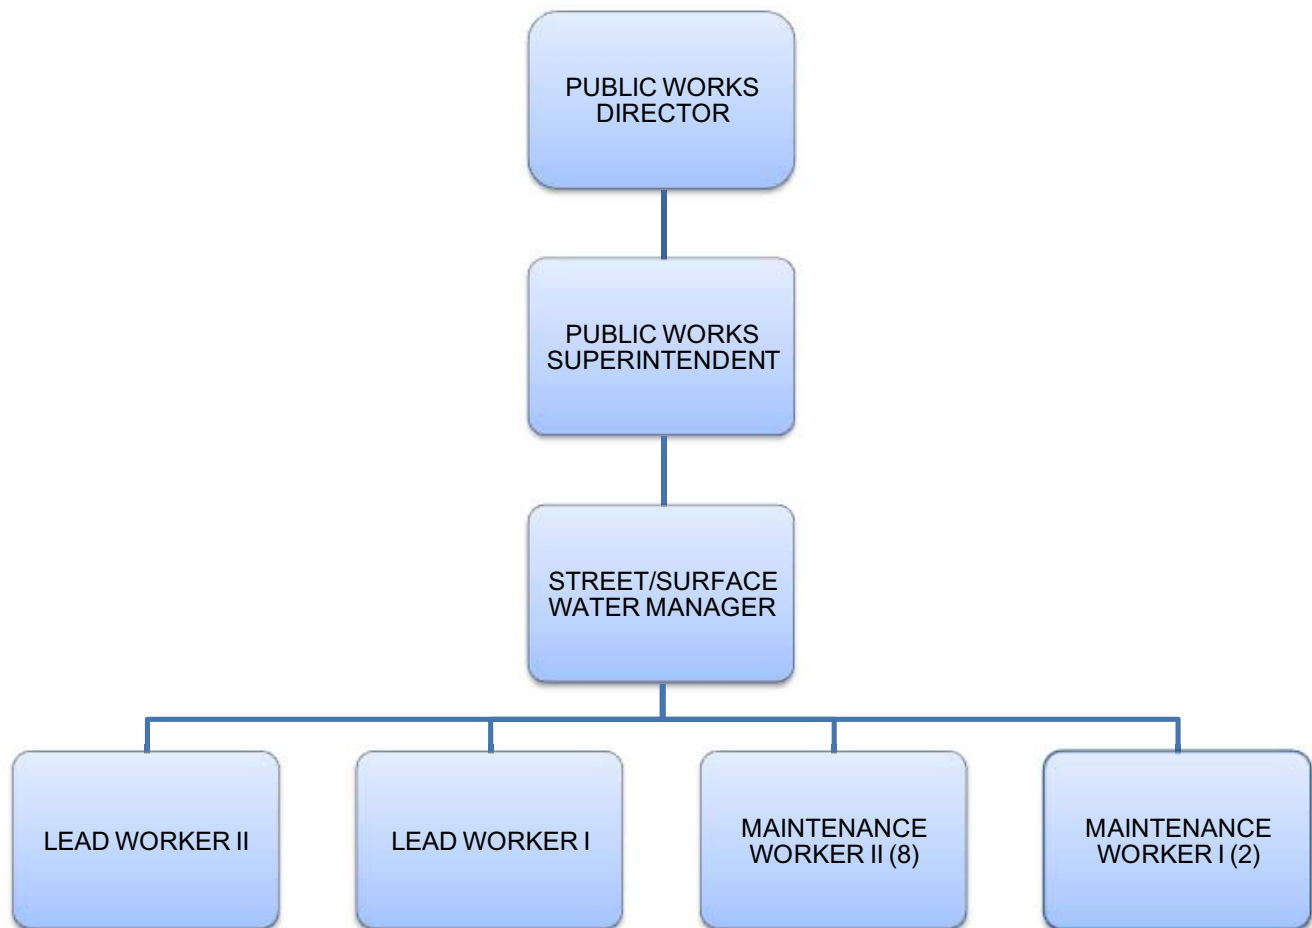 PUBLIC WORKS
DIRECTOR
PUBLIC WORKS
SUPERINTENDENT
STREET/SURFACE
WATER MANAGER
LEAD WORKER II
LEAD WORKER I
MAINTENANCE
WORKER II (8)
MAINTENANCE
WORKER I (2)